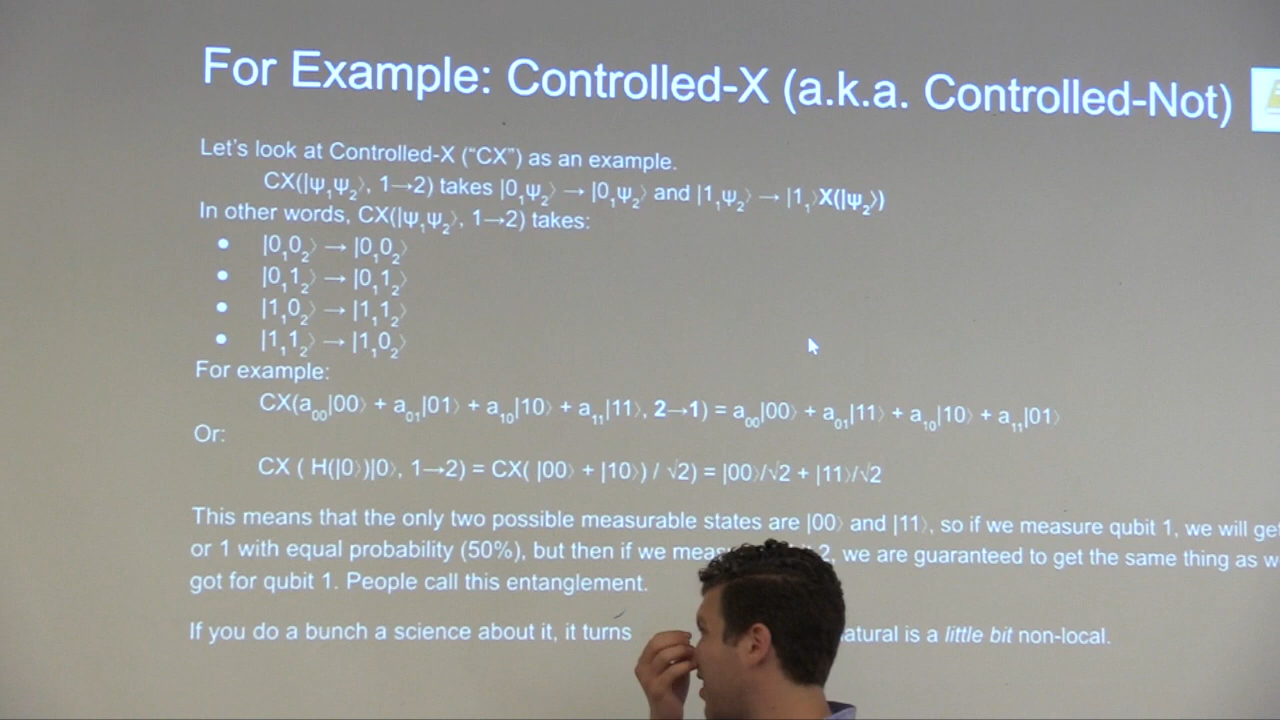 For Example: Controlled-X (a.k.a. Controlled-Not)
Let's look at Controlled-X ("CX") as an example.
CX(|ψ₁ψ₂⟩, 1→2) takes |0₁ψ₂⟩ → |0₁ψ₂⟩ and |1₁ψ₂⟩ → |1₁⟩X(|ψ₂⟩)
In other words, CX(|ψ₁ψ₂⟩, 1→2) takes:
● |0₁0₂⟩ → |0₁0₂⟩
● |0₁1₂⟩ → |0₁1₂⟩
● |1₁0₂⟩ → |1₁1₂⟩
● |1₁1₂⟩ → |1₁0₂⟩
For example:
CX(a₀₀|00⟩ + a₀₁|01⟩ + a₁₀|10⟩ + a₁₁|11⟩, 2→1) = a₀₀|00⟩ + a₀₁|11⟩ + a₁₀|10⟩ + a₁₁|01⟩
Or:
CX ( H(|0⟩)|0⟩, 1→2) = CX( |00⟩ + |10⟩) / √2) = |00⟩/√2 + |11⟩/√2
This means that the only two possible measurable states are |00⟩ and |11⟩, so if we measure qubit 1, we will ge
or 1 with equal probability (50%), but then if we meas 2, we are guaranteed to get the same thing as w
got for qubit 1. People call this entanglement.
If you do a bunch a science about it, it turns atural is a little bit non-local.